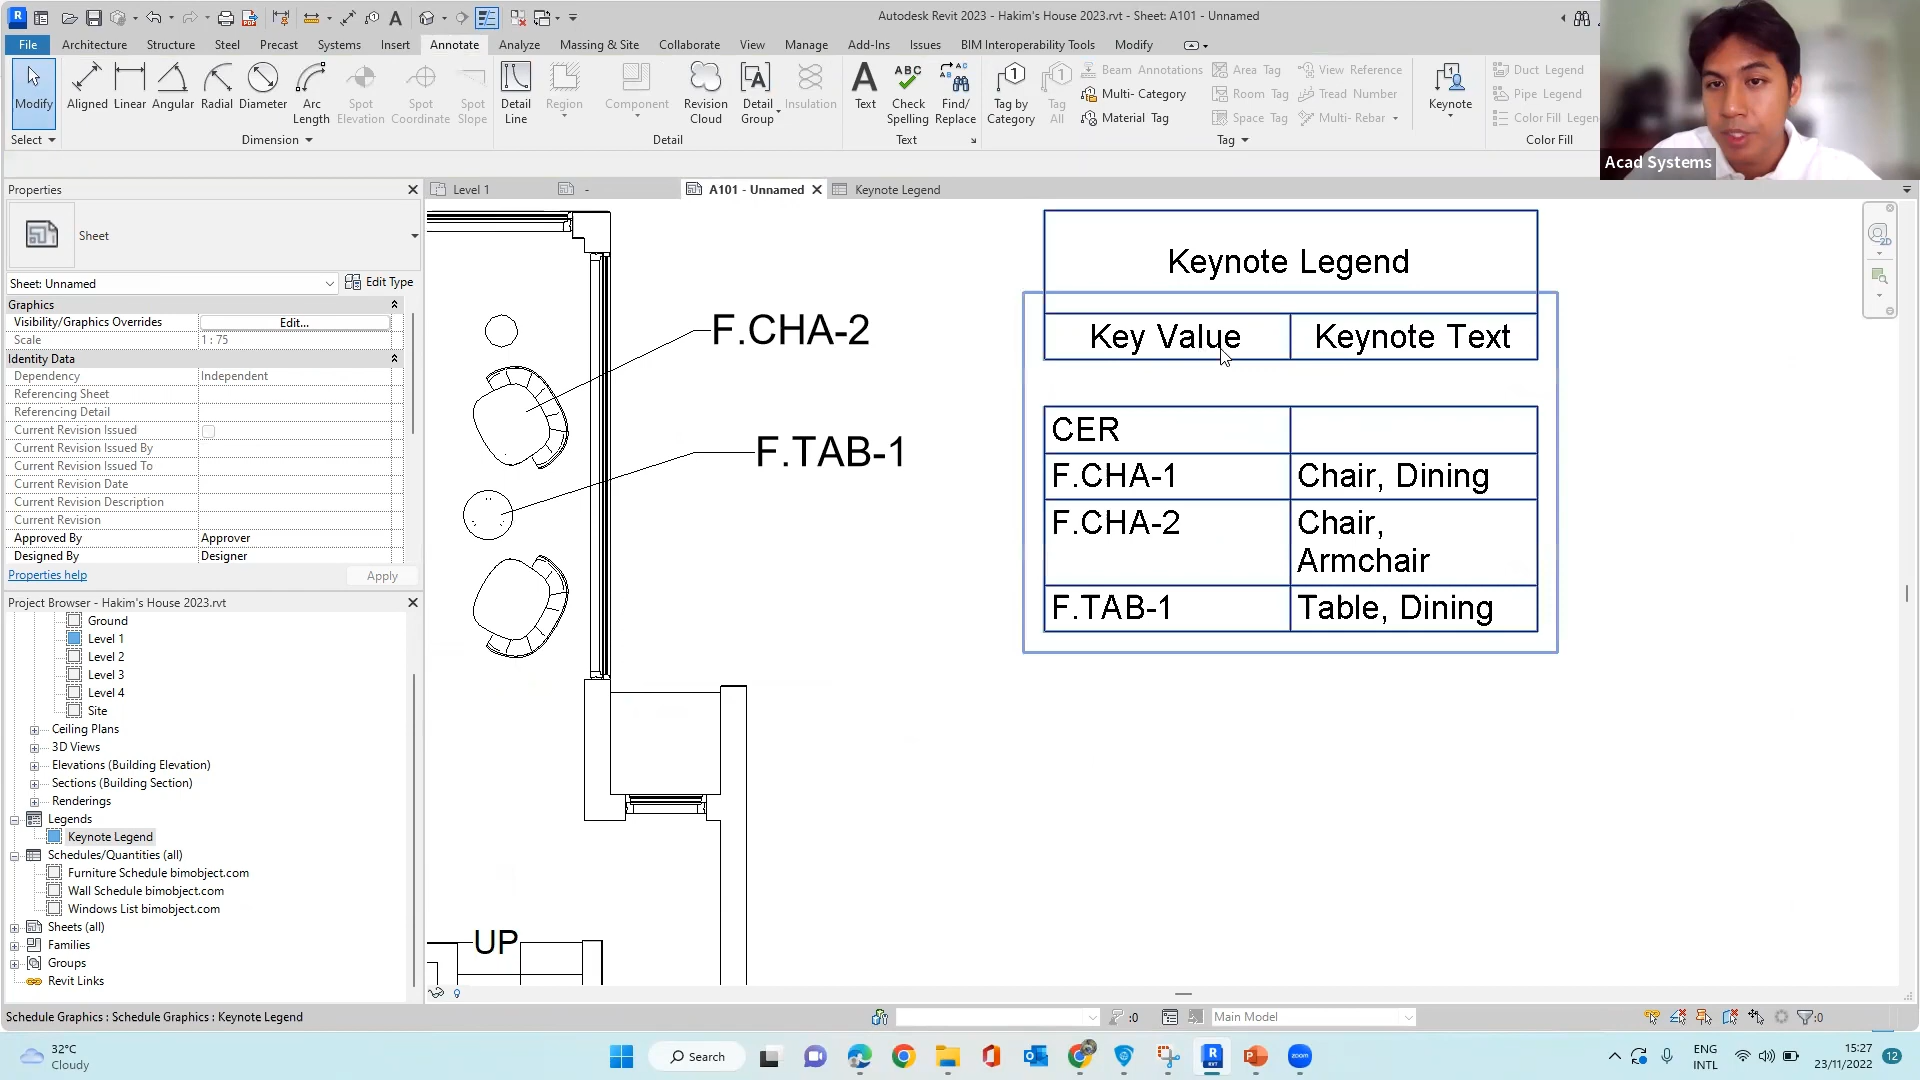 Autodesk Revit 2023 - Hakim's House 2023.rvt - Sheet: A101 - Unnamed
File Architecture Structure Steel Precast Systems Insert Annotate Analyze Massing & Site Collaborate View Manage Add-Ins Issues BIM Interoperability Tools Modify
Modify
Select
Aligned Linear Angular Radial Diameter Arc Length Spot Elevation Spot Coordinate Spot Slope
Dimension
Detail Line Region Component Revision Cloud Detail Group Insulation
Detail
Text Check Spelling Find/ Replace
Text
Tag by Category Tag All Multi- Category Material Tag
Beam Annotations Area Tag View Reference
Room Tag Tread Number
Space Tag Multi- Rebar
Tag
Keynote
Duct Legend
Pipe Legend
Color Fill Legen
Color Fill
Acad Systems
Properties
Sheet
Sheet: Unnamed
Edit Type
Graphics
Visibility/Graphics Overrides Edit...
Scale 1 : 75
Identity Data
Dependency Independent
Referencing Sheet
Referencing Detail
Current Revision Issued
Current Revision Issued By
Current Revision Issued To
Current Revision Date
Current Revision Description
Current Revision
Approved By Approver
Designed By Designer
Properties help Apply
Project Browser - Hakim's House 2023.rvt
Ground
Level 1
Level 2
Level 3
Level 4
Site
Ceiling Plans
3D Views
Elevations (Building Elevation)
Sections (Building Section)
Renderings
Legends
Keynote Legend
Schedules/Quantities (all)
Furniture Schedule bimobject.com
Wall Schedule bimobject.com
Windows List bimobject.com
Sheets (all)
Families
Groups
Revit Links
Level 1 - A101 - Unnamed Keynote Legend
F.CHA-2
F.TAB-1
UP
Keynote Legend
Key Value Keynote Text
CER
F.CHA-1 Chair, Dining
F.CHA-2 Chair, Armchair
F.TAB-1 Table, Dining
2D
Schedule Graphics : Schedule Graphics : Keynote Legend
:0
Main Model
:0
32°C
Cloudy
Search
zoom
ENG
INTL
15:27
23/11/2022
12